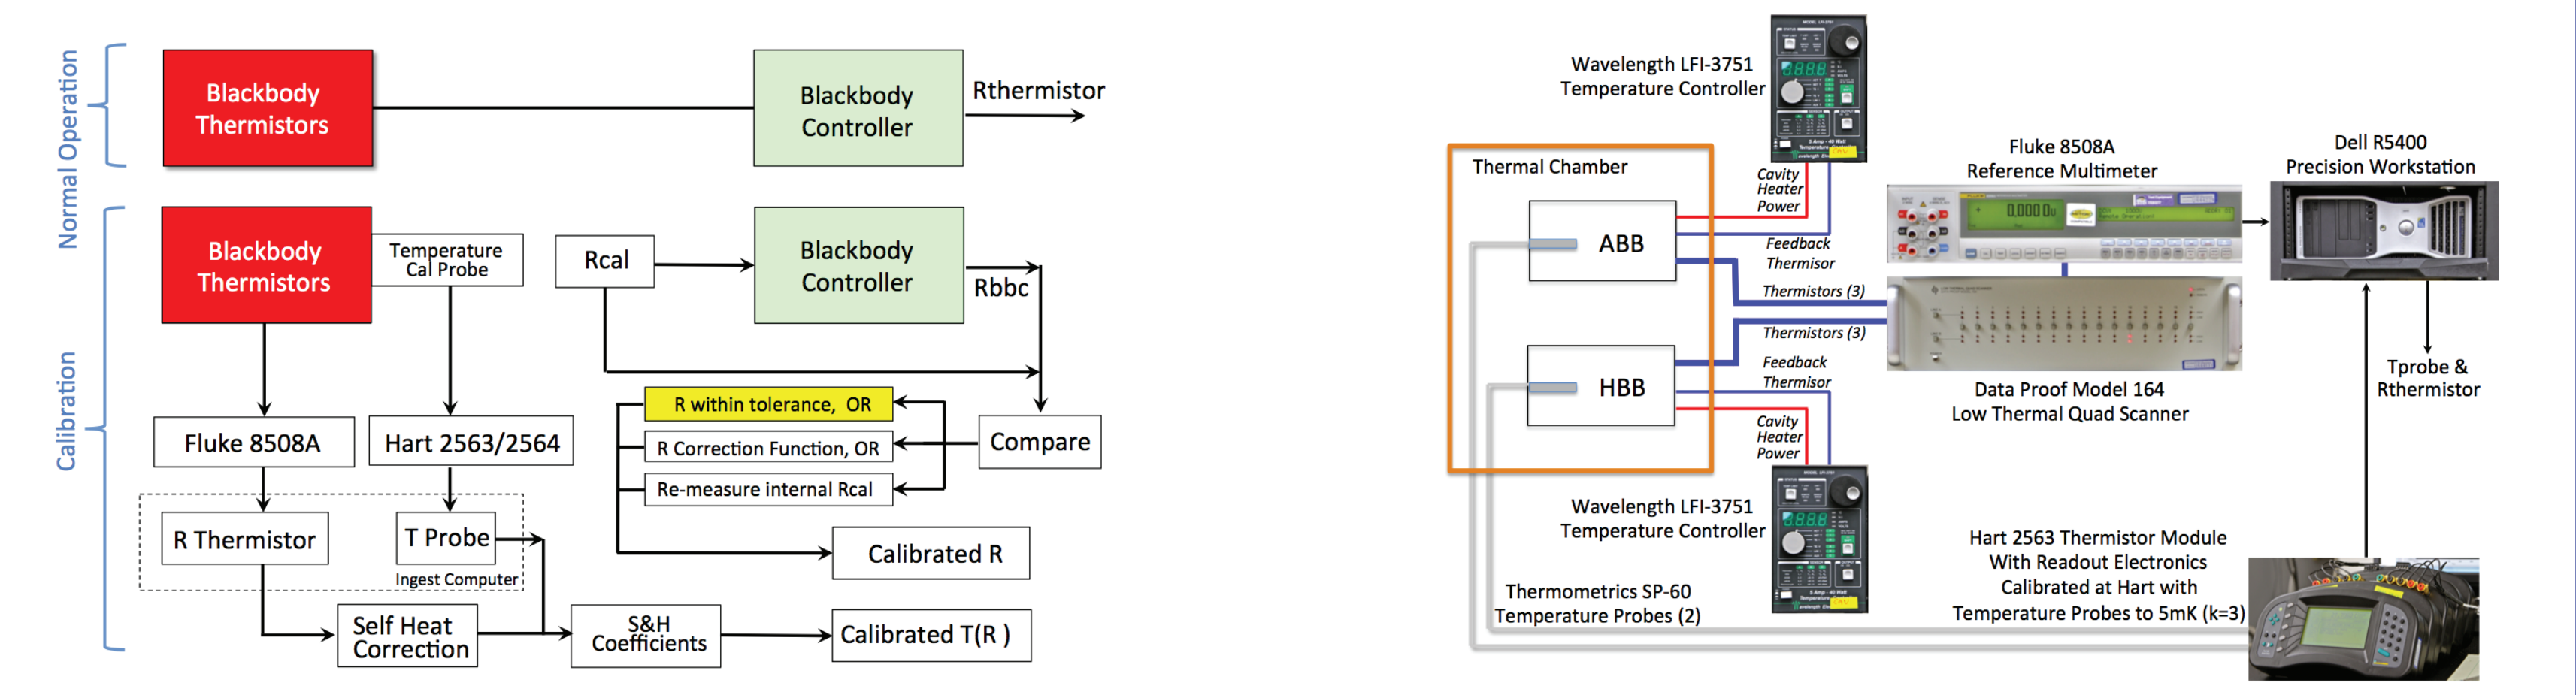 Normal Operation
Blackbody
Thermistors
Blackbody
Controller
Rthermistor
Calibration
Blackbody
Thermistors
Temperature
Cal Probe
Rcal
Blackbody
Controller
Rbbc
Fluke 8508A
Hart 2563/2564
R within tolerance, OR
R Correction Function, OR
Re-measure internal Rcal
Compare
R Thermistor
T Probe
Ingest Computer
Calibrated R
Self Heat
Correction
S&H
Coefficients
Calibrated T(R )
Wavelength LFI-3751
Temperature Controller
Thermal Chamber
Cavity
Heater
Power
ABB
Feedback
Thermisor
Thermistors (3)
Thermistors (3)
HBB
Feedback
Thermisor
Cavity
Heater
Power
Wavelength LFI-3751
Temperature Controller
Fluke 8508A
Reference Multimeter
Data Proof Model 164
Low Thermal Quad Scanner
Dell R5400
Precision Workstation
Tprobe &
Rthermistor
Thermometrics SP-60
Temperature Probes (2)
Hart 2563 Thermistor Module
With Readout Electronics
Calibrated at Hart with
Temperature Probes to 5mK (k=3)